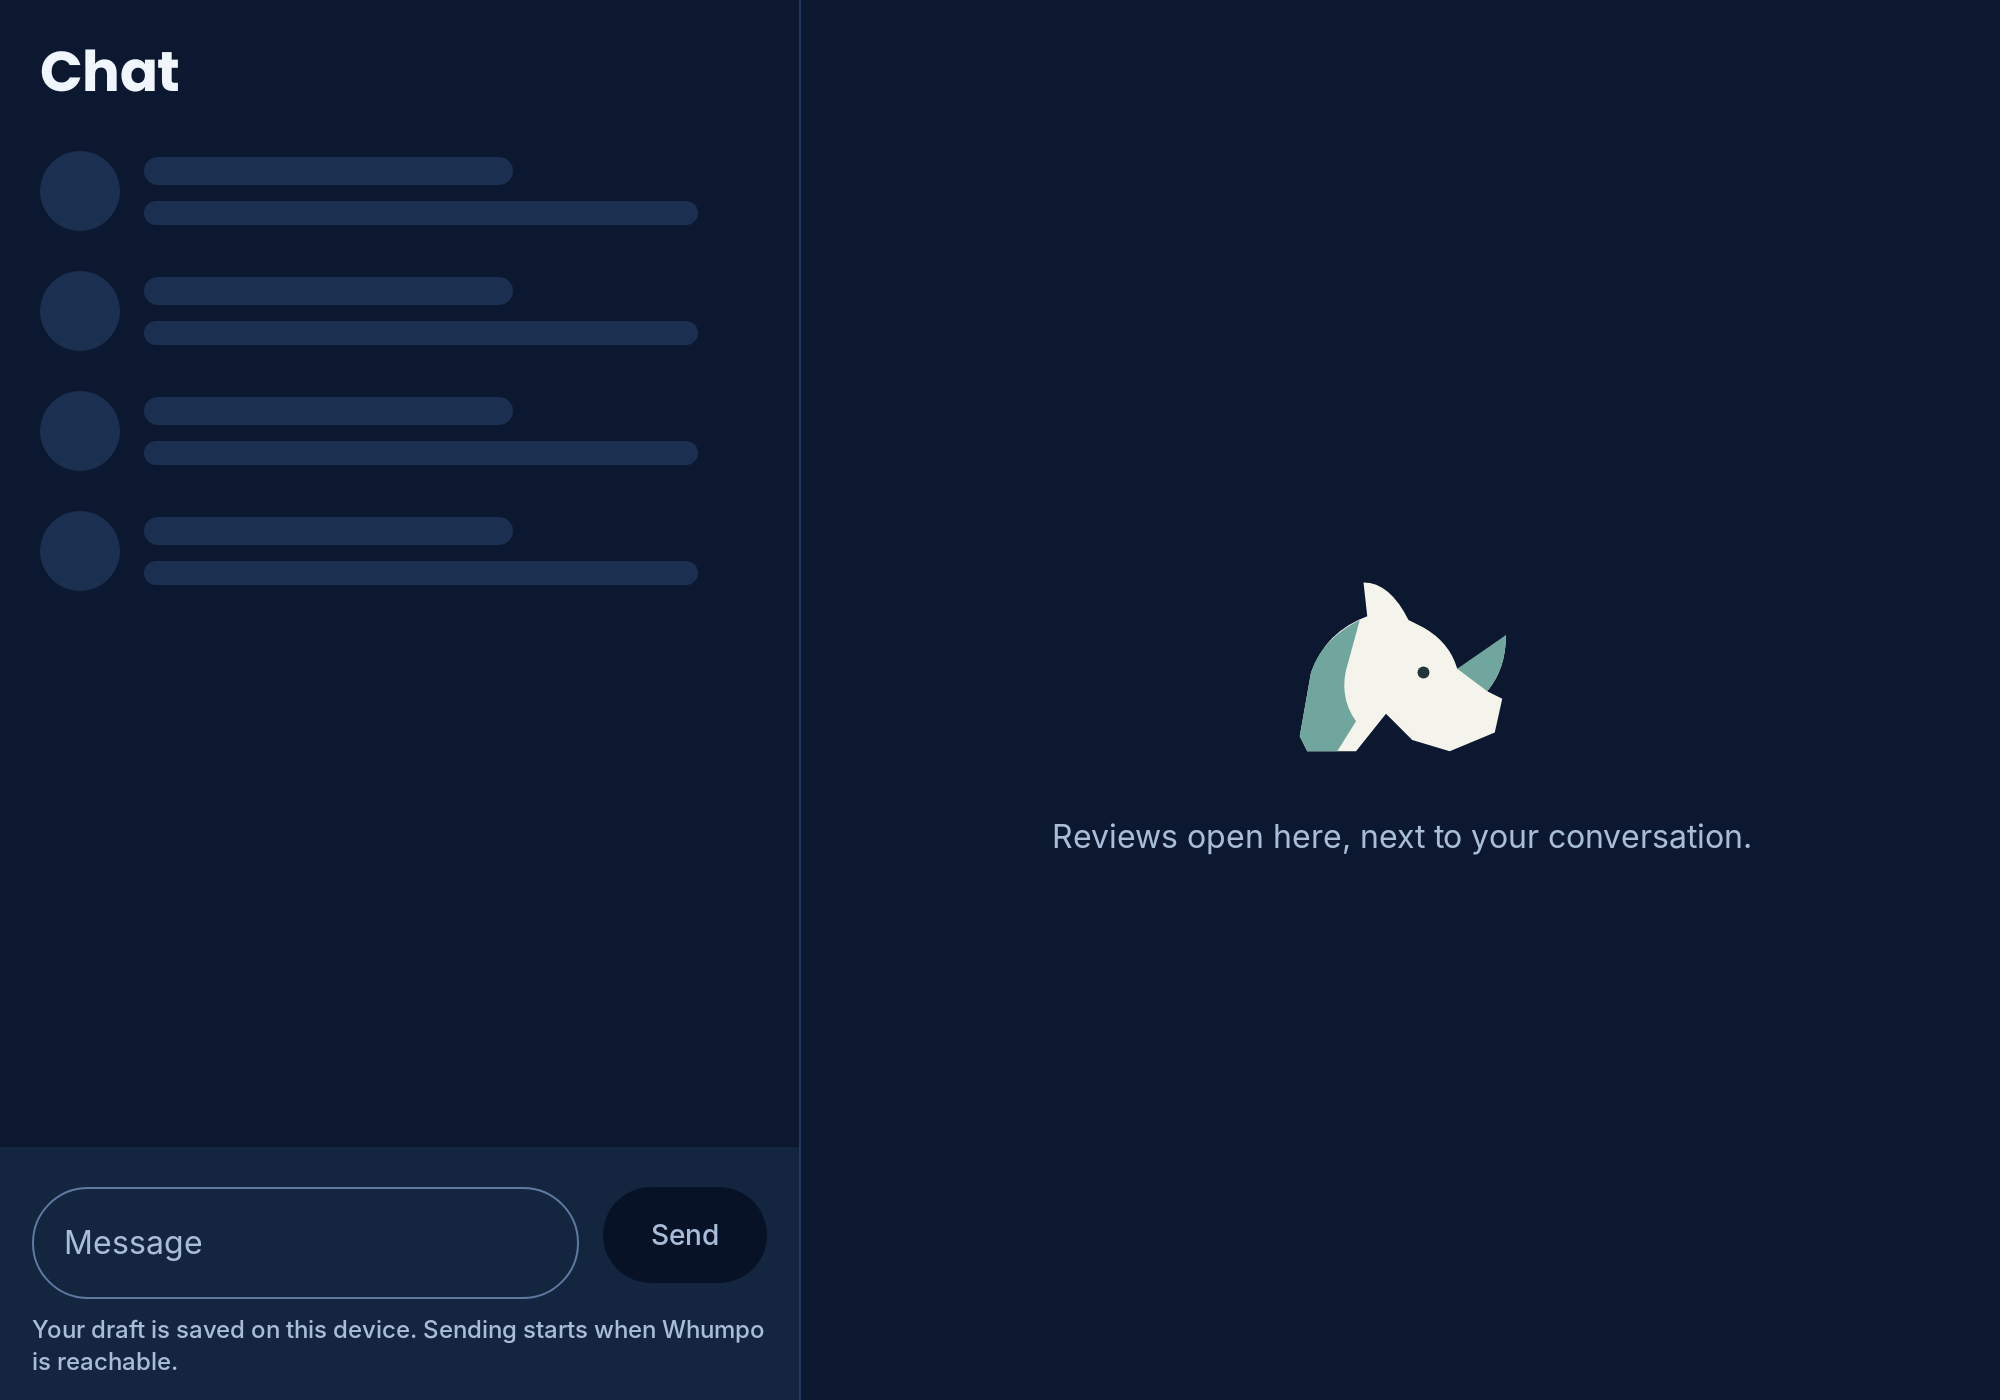 Chat
Reviews open here, next to your conversation.
Message
Send
Your draft is saved on this device. Sending starts when Whumpo
is reachable.